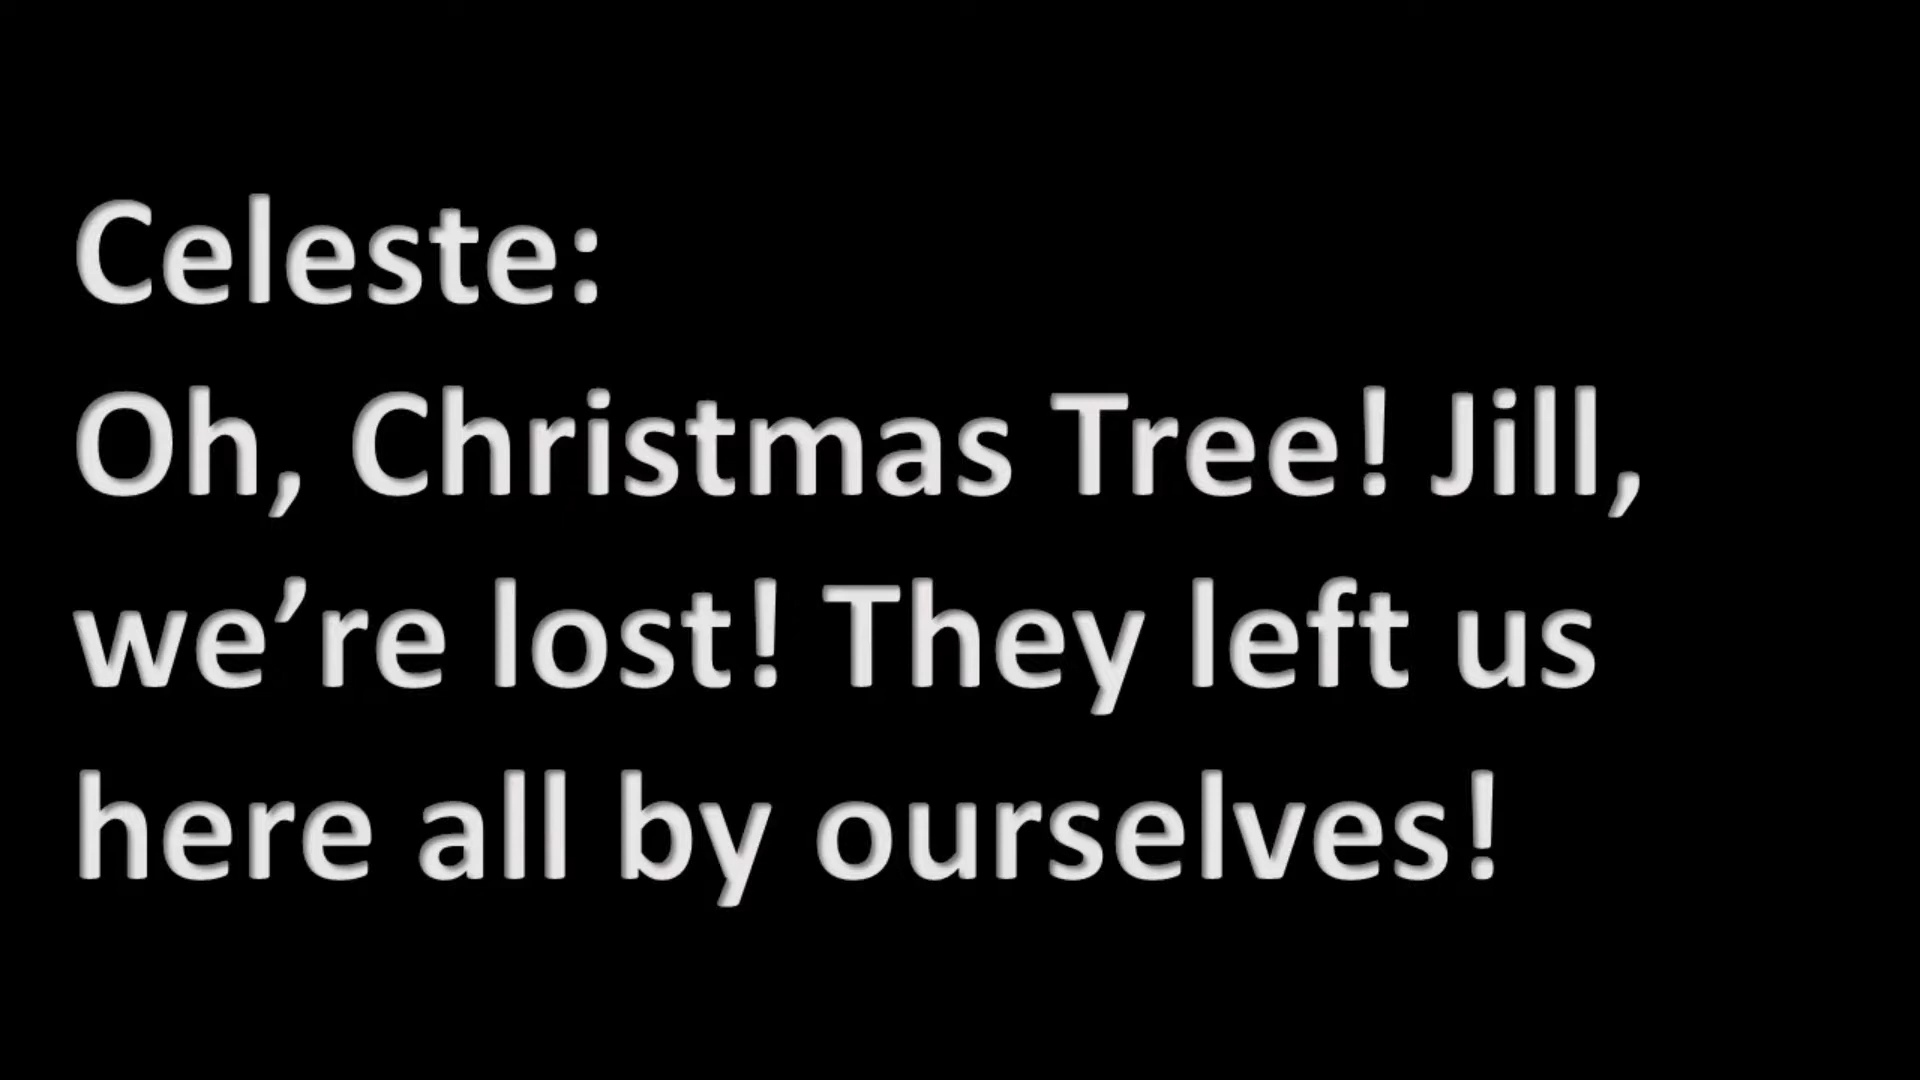 Celeste:
Oh, Christmas Tree! Jill,
we’re lost! They left us
here all by ourselves!